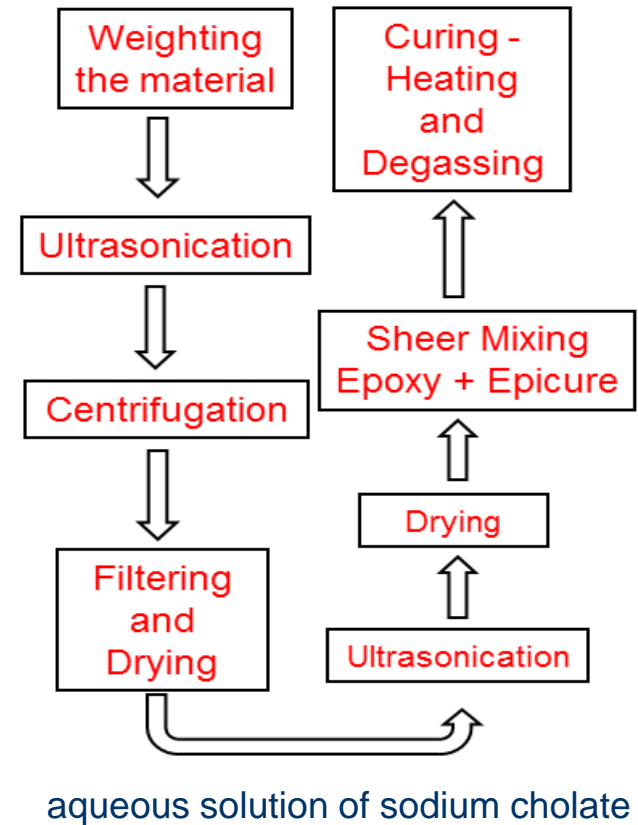 Weighting
the material
Ultrasonication
Centrifugation
Filtering
and
Drying
Ultrasonication
Drying
Sheer Mixing
Epoxy + Epicure
Curing -
Heating
and
Degassing
aqueous solution of sodium cholate